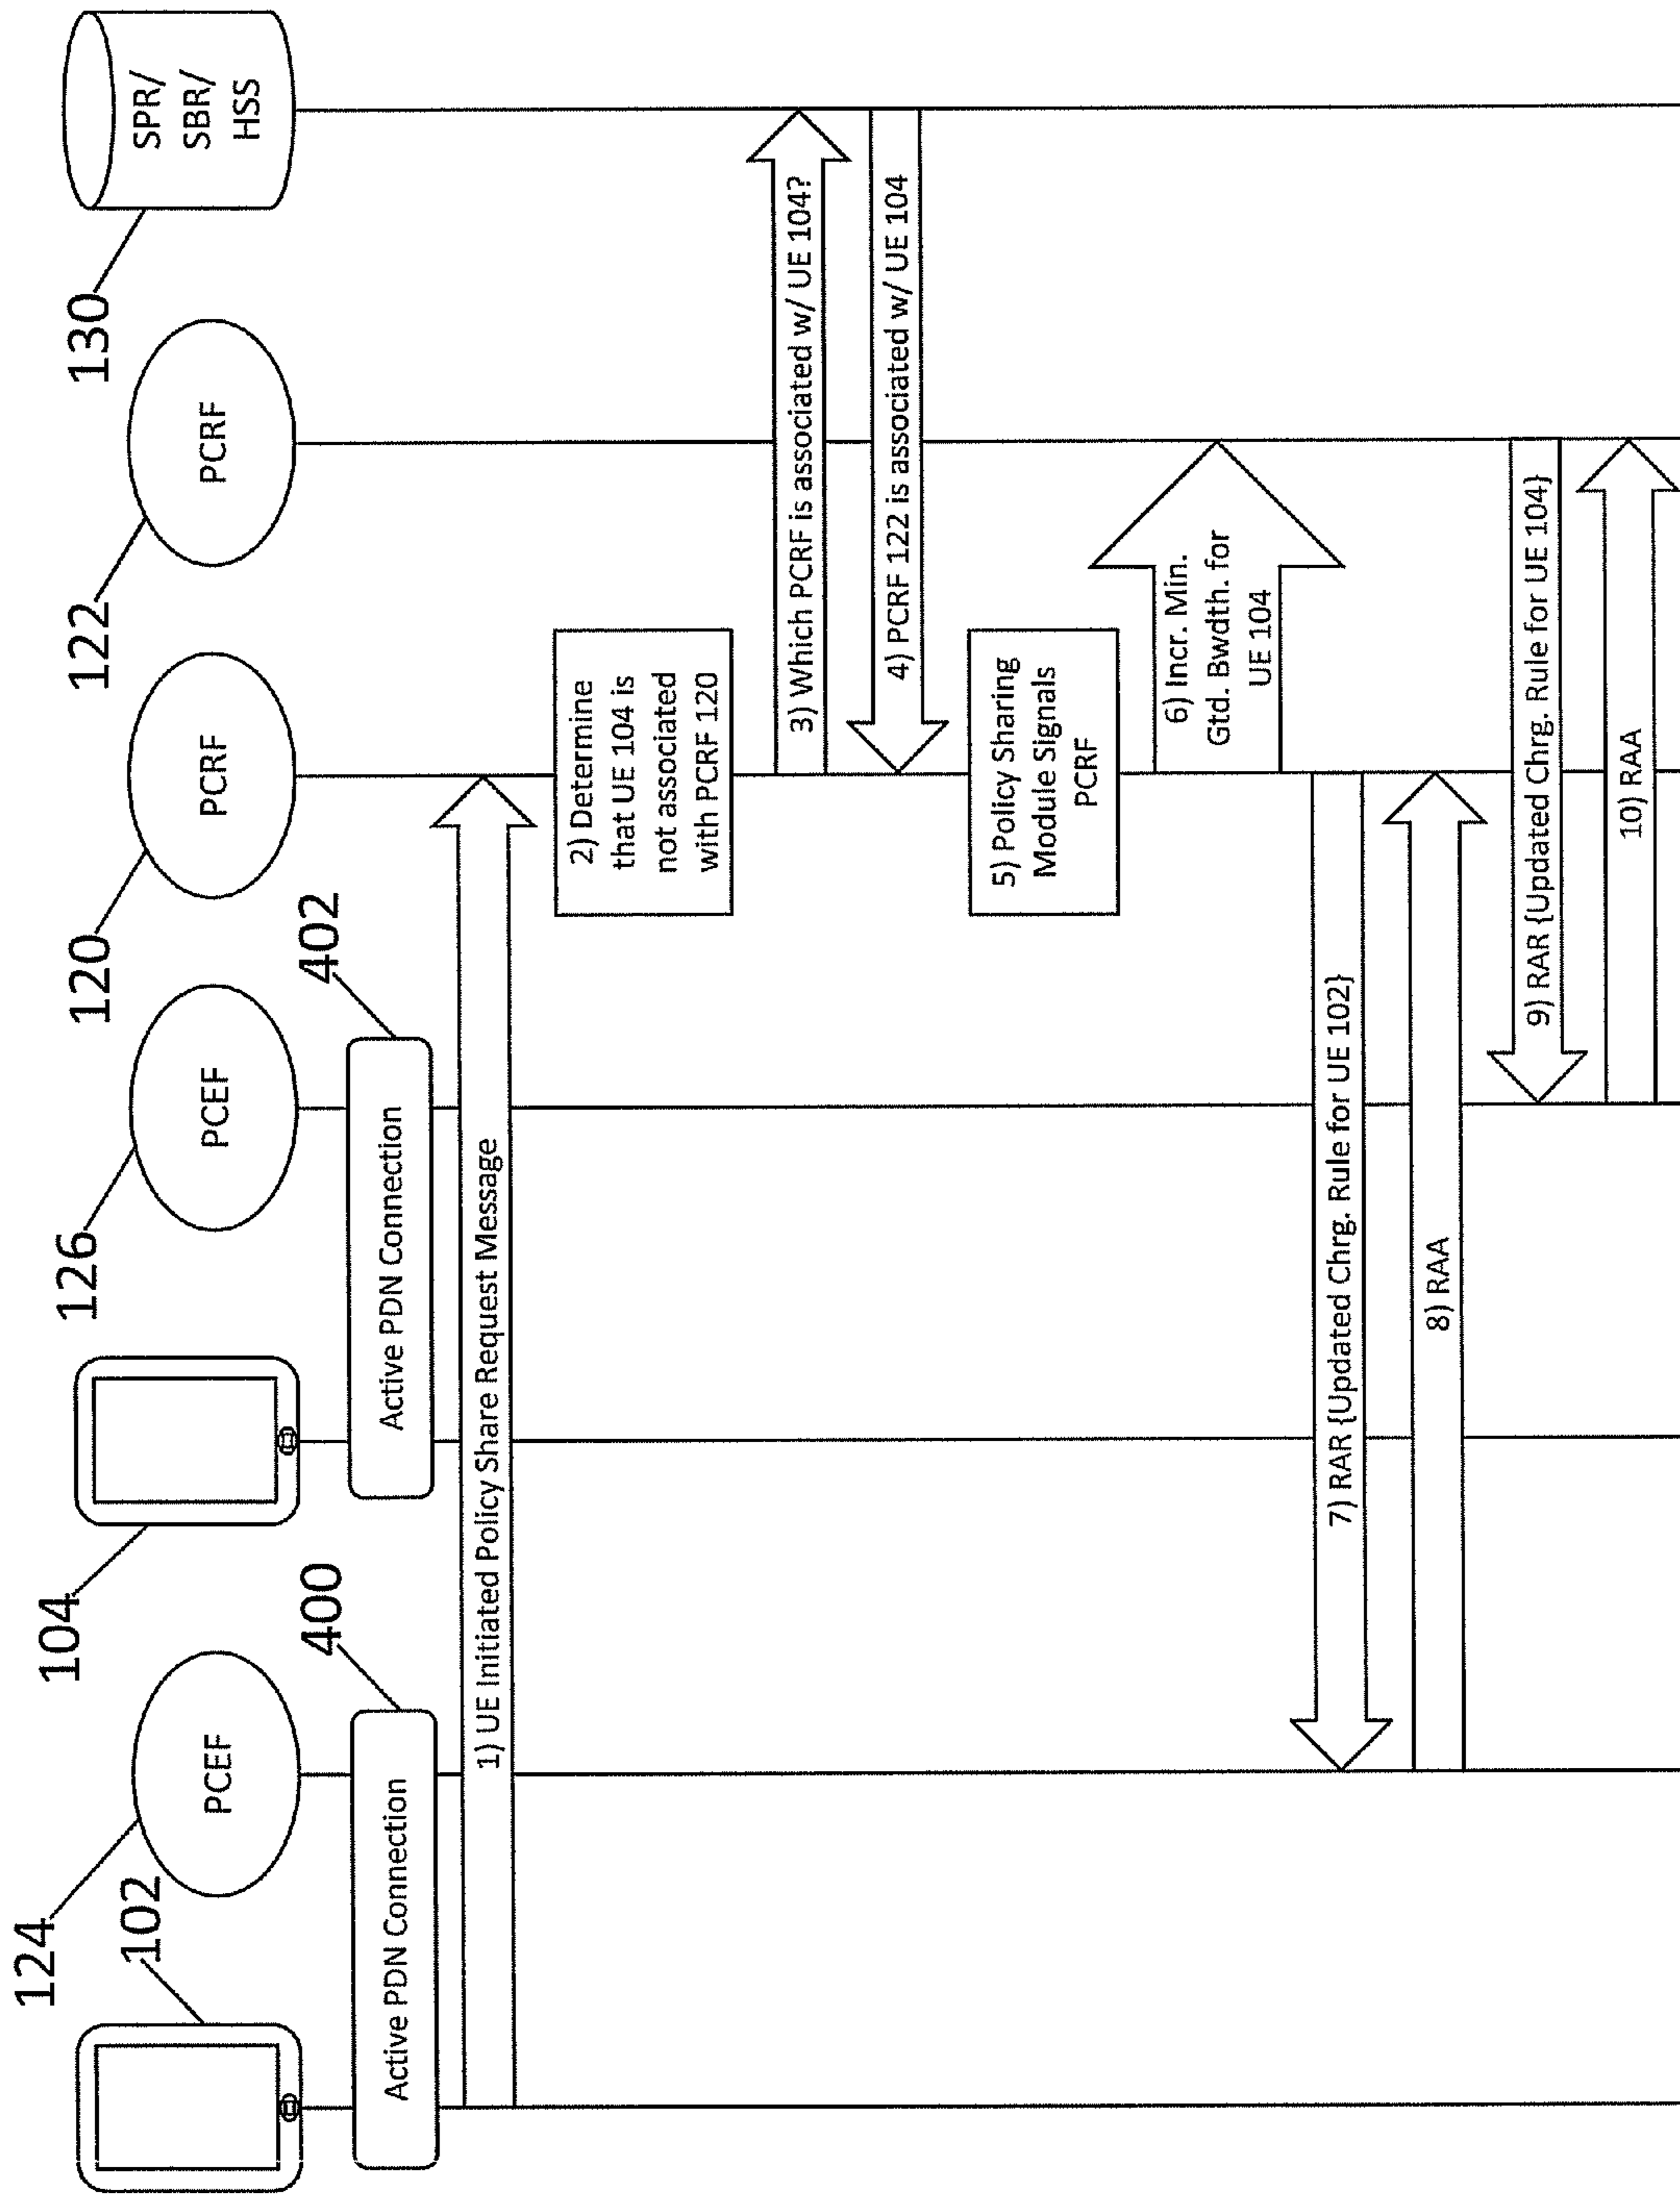 124
102
104
126
120
122
130
PCEF
PCEF
PCRF
PCRF
SPR/
SBR/
HSS
400
402
Active PDN Connection
Active PDN Connection
1) UE Initiated Policy Share Request Message
2) Determine
that UE 104 is
not associated
with PCRF 120
3) Which PCRF is associated w/ UE 104?
4) PCRF 122 is associated w/ UE 104
5) Policy Sharing
Module Signals
PCRF
6) Incr. Min.
Gtd. Bwdth. for
UE 104
7) RAR {Updated Chrg. Rule for UE 102}
8) RAA
9) RAR {Updated Chrg. Rule for UE 104}
10) RAA